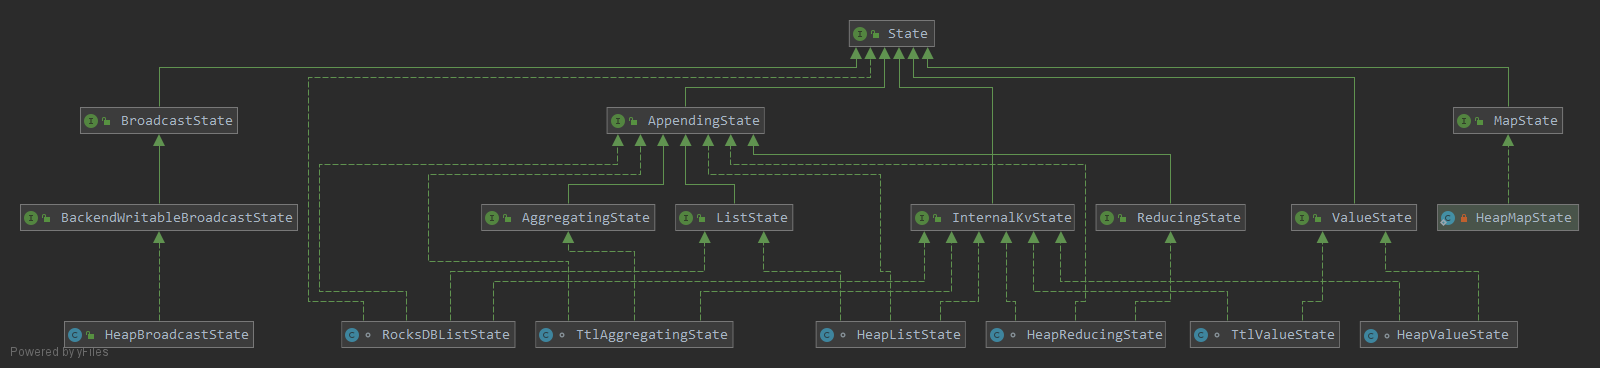 State
BroadcastState
AppendingState
MapState
BackendWritableBroadcastState
AggregatingState
ListState
InternalKvState
ReducingState
ValueState
HeapMapState
HeapBroadcastState
RocksDBListState
TtlAggregatingState
HeapListState
HeapReducingState
TtlValueState
HeapValueState
Powered by yFiles